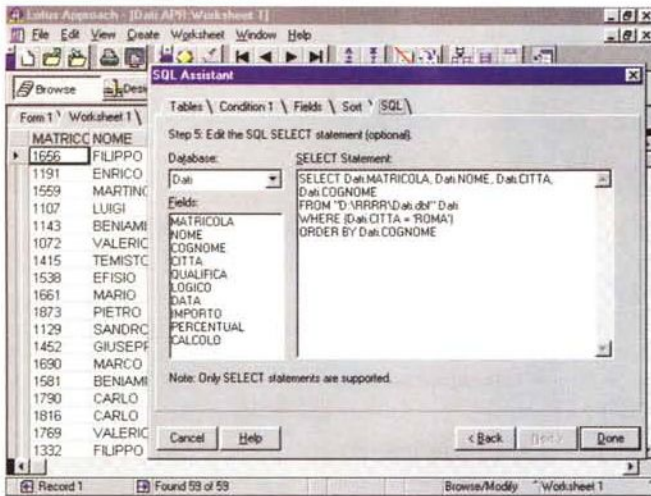 Lotus Approach - [Dati.APR:Worksheet 1]
File Edit View Create Worksheet Window Help
Browse
SQL Assistant
Tables \ Condition 1 \ Fields \ Sort \ SQL \
Form 1 \ Worksheet 1 \
Step 5: Edit the SQL SELECT statement (optional).
Database:
Dati
Fields:
MATRICOLA
NOME
COGNOME
CITTA
QUALIFICA
LOGICO
DATA
IMPORTO
PERCENTUAL
CALCOLO
SELECT Statement:
SELECT Dati.MATRICOLA, Dati.NOME, Dati.CITTA,
Dati.COGNOME
FROM "D:\RRRR\Dati.dbf" Dati
WHERE (Dati.CITTA = 'ROMA')
ORDER BY Dati.COGNOME
Note: Only SELECT statements are supported.
Cancel Help < Back Next > Done
MATRICC NOME
1656 FILIPPO
1191 ENRICO
1559 MARTINC
1107 LUIGI
1143 BENIAMI
1072 VALERIC
1415 TEMISTC
1538 EFISIO
1661 MARIO
1873 PIETRO
1129 SANDRO
1452 GIUSEPP
1690 MARCO
1581 BENIAMI
1790 CARLO
1816 CARLO
1769 VALERIC
1332 FILIPPO
Record 1 Found 59 of 59 Browse/Modify Worksheet 1